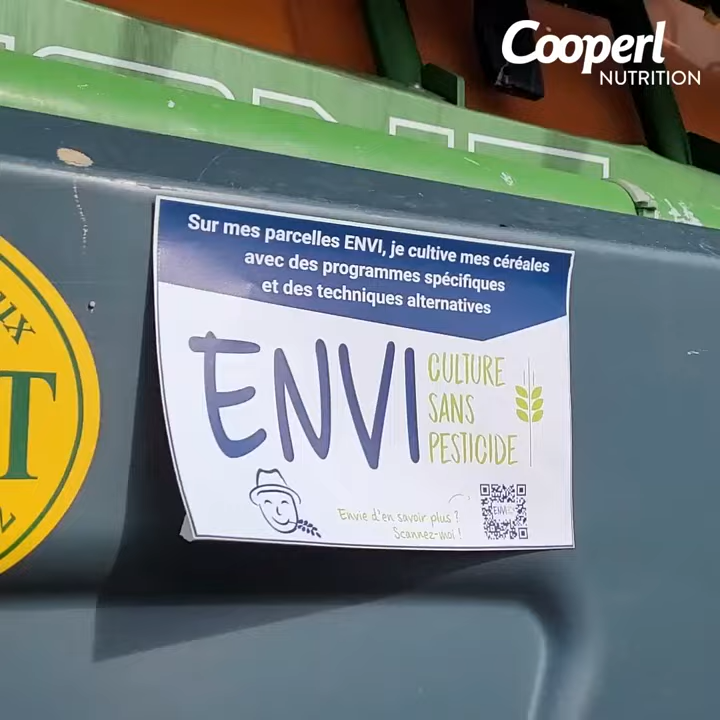 Cooperl
NUTRITION
Sur mes parcelles ENVI, je cultive mes céréales
avec des programmes spécifiques
et des techniques alternatives
ENVI
CULTURE
SANS
PESTICIDE
Envie d'en savoir plus ?
Scannez-moi !
ENVI